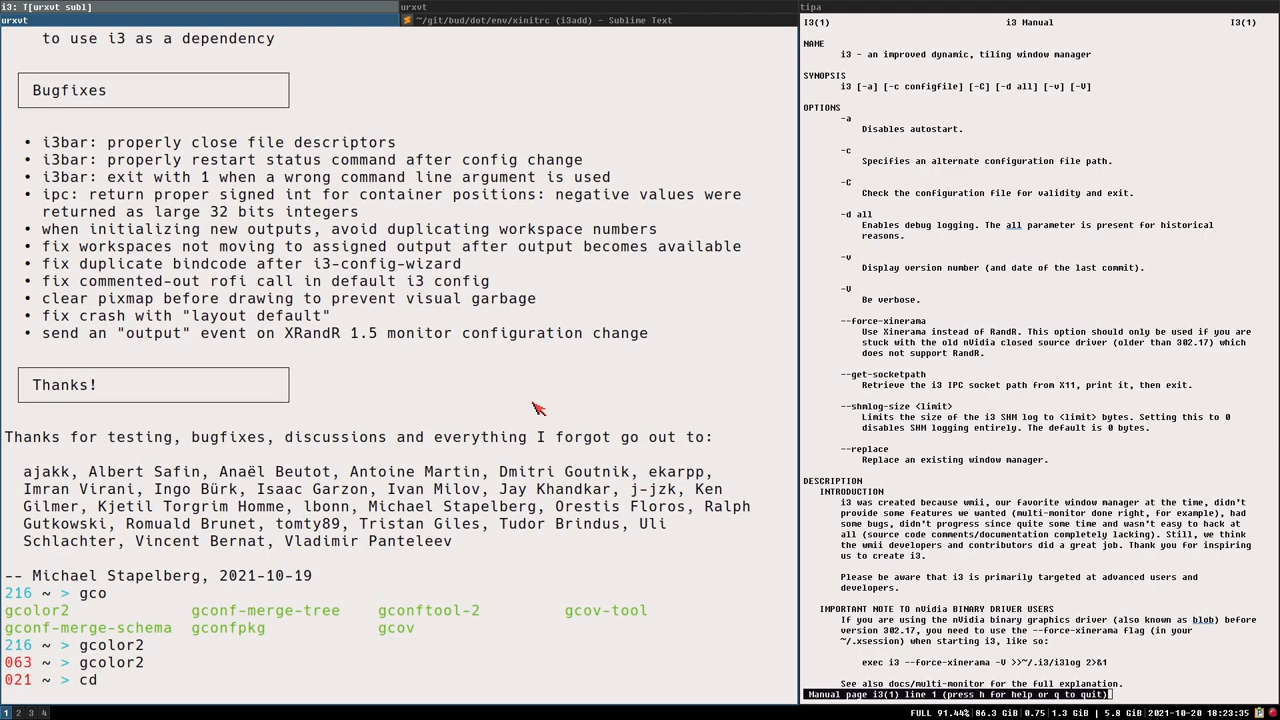 i3: T[urxvt subl]
urxvt
urxvt
~/git/bud/dot/env/xinitrc (i3add) - Sublime Text
to use i3 as a dependency
Bugfixes
• i3bar: properly close file descriptors
• i3bar: properly restart status command after config change
• i3bar: exit with 1 when a wrong command line argument is used
• ipc: return proper signed int for container positions: negative values were
returned as large 32 bits integers
• when initializing new outputs, avoid duplicating workspace numbers
• fix workspaces not moving to assigned output after output becomes available
• fix duplicate bindcode after i3-config-wizard
• fix commented-out rofi call in default i3 config
• clear pixmap before drawing to prevent visual garbage
• fix crash with "layout default"
• send an "output" event on XRandR 1.5 monitor configuration change
Thanks!
Thanks for testing, bugfixes, discussions and everything I forgot go out to:
ajakk, Albert Safin, Anaël Beutot, Antoine Martin, Dmitri Goutnik, ekarpp,
Imran Virani, Ingo Bürk, Isaac Garzon, Ivan Milov, Jay Khandkar, j-jzk, Ken
Gilmer, Kjetil Torgrim Homme, lbonn, Michael Stapelberg, Orestis Floros, Ralph
Gutkowski, Romuald Brunet, tomty89, Tristan Giles, Tudor Brindus, Uli
Schlachter, Vincent Bernat, Vladimir Panteleev
-- Michael Stapelberg, 2021-10-19
216 ~ > gco
gcolor2 gconf-merge-tree gconftool-2 gcov-tool
gconf-merge-schema gconfpkg gcov
216 ~ > gcolor2
063 ~ > gcolor2
021 ~ > cd
tipa
I3(1) i3 Manual I3(1)
NAME
i3 - an improved dynamic, tiling window manager
SYNOPSIS
i3 [-a] [-c configfile] [-C] [-d all] [-v] [-V]
OPTIONS
-a
Disables autostart.
-c
Specifies an alternate configuration file path.
-C
Check the configuration file for validity and exit.
-d all
Enables debug logging. The all parameter is present for historical
reasons.
-v
Display version number (and date of the last commit).
-V
Be verbose.
--force-xinerama
Use Xinerama instead of RandR. This option should only be used if you are
stuck with the old nVidia closed source driver (older than 302.17) which
does not support RandR.
--get-socketpath
Retrieve the i3 IPC socket path from X11, print it, then exit.
--shmlog-size <limit>
Limits the size of the i3 SHM log to <limit> bytes. Setting this to 0
disables SHM logging entirely. The default is 0 bytes.
--replace
Replace an existing window manager.
DESCRIPTION
INTRODUCTION
i3 was created because wmii, our favorite window manager at the time, didn't
provide some features we wanted (multi-monitor done right, for example), had
some bugs, didn't progress since quite some time and wasn't easy to hack at
all (source code comments/documentation completely lacking). Still, we think
the wmii developers and contributors did a great job. Thank you for inspiring
us to create i3.
Please be aware that i3 is primarily targeted at advanced users and
developers.
IMPORTANT NOTE TO nVidia BINARY DRIVER USERS
If you are using the nVidia binary graphics driver (also known as blob) before
version 302.17, you need to use the --force-xinerama flag (in your
~/.xsession) when starting i3, like so:
exec i3 --force-xinerama -V >>~/.i3/i3log 2>&1
See also docs/multi-monitor for the full explanation.
Manual page i3(1) line 1 (press h for help or q to quit)
1 2 3 4
FULL 91.44%|86.3 GiB|0.75|1.3 GiB | 5.8 GiB|2021-10-20 18:23:35